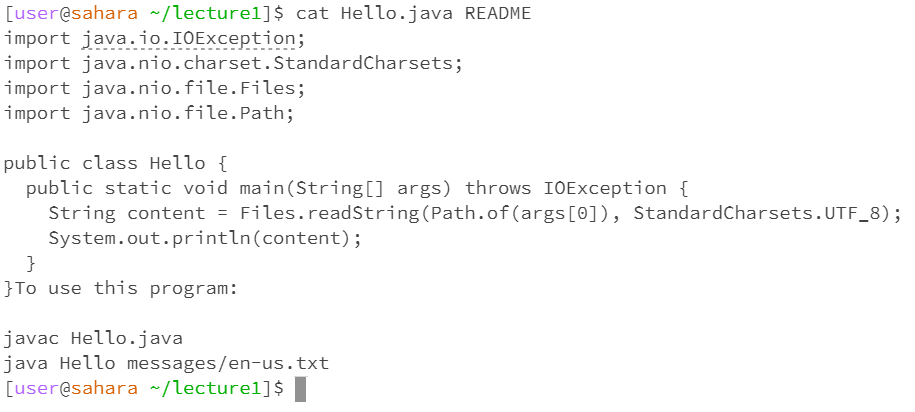 [user@sahara ~/lecture1]$ cat Hello.java README
import java.io.IOException;
import java.nio.charset.StandardCharsets;
import java.nio.file.Files;
import java.nio.file.Path;

public class Hello {
  public static void main(String[] args) throws IOException {
    String content = Files.readString(Path.of(args[0]), StandardCharsets.UTF_8);
    System.out.println(content);
  }
}To use this program:

javac Hello.java
java Hello messages/en-us.txt
[user@sahara ~/lecture1]$